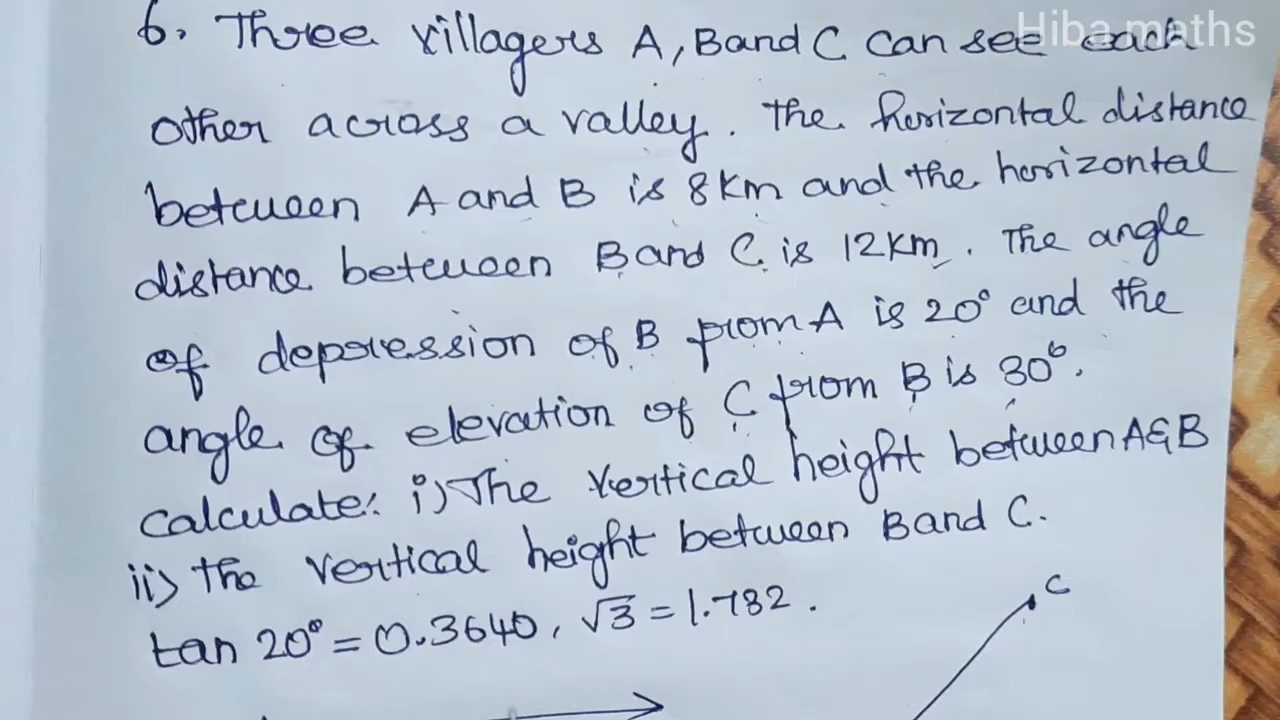 Hiba maths
6. Three villagers A, B and C can see each
other across a valley. The horizontal distance
between A and B is 8 km and the horizontal
distance between B and C is 12 km. The angle
of depression of B from A is 20° and the
angle of elevation of C from B is 30°.
calculate: i) The vertical height between A & B
ii) the vertical height between B and C.
tan 20° = 0.3640, √3 = 1.732.
C